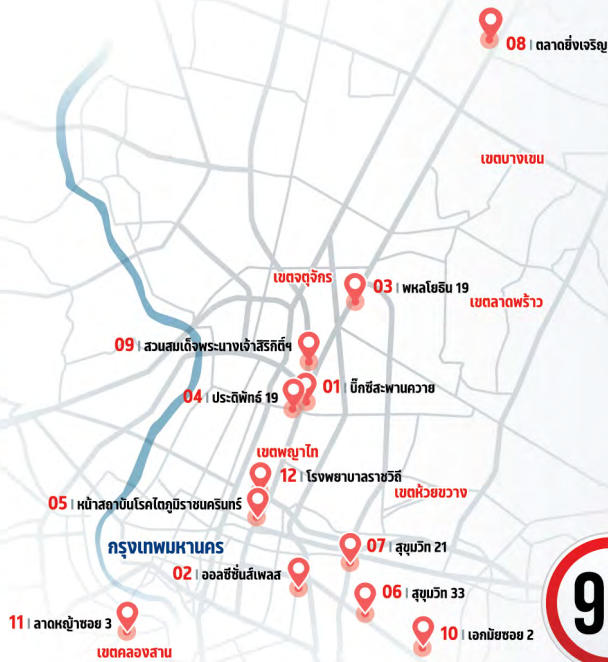 08 | ตลาดยิ่งเจริญ
เขตบางเขน
เขตจตุจักร
03 | พหลโยธิน 19
เขตลาดพร้าว
09 | สวนสมเด็จพระนางเจ้าสิริกิติ์ฯ
01 | บิ๊กซีสะพานควาย
04 | ประดิพัทธ์ 19
เขตพญาไท
12 | โรงพยาบาลราชวิถี
เขตห้วยขวาง
05 | หน้าสถาบันโรคไตภูมิราชนครินทร์
กรุงเทพมหานคร
07 | สุขุมวิท 21
02 | ออลซีซั่นส์เพลส
06 | สุขุมวิท 33
9
11 | ลาดหญ้าซอย 3
10 | เอกมัยซอย 2
เขตคลองสาน